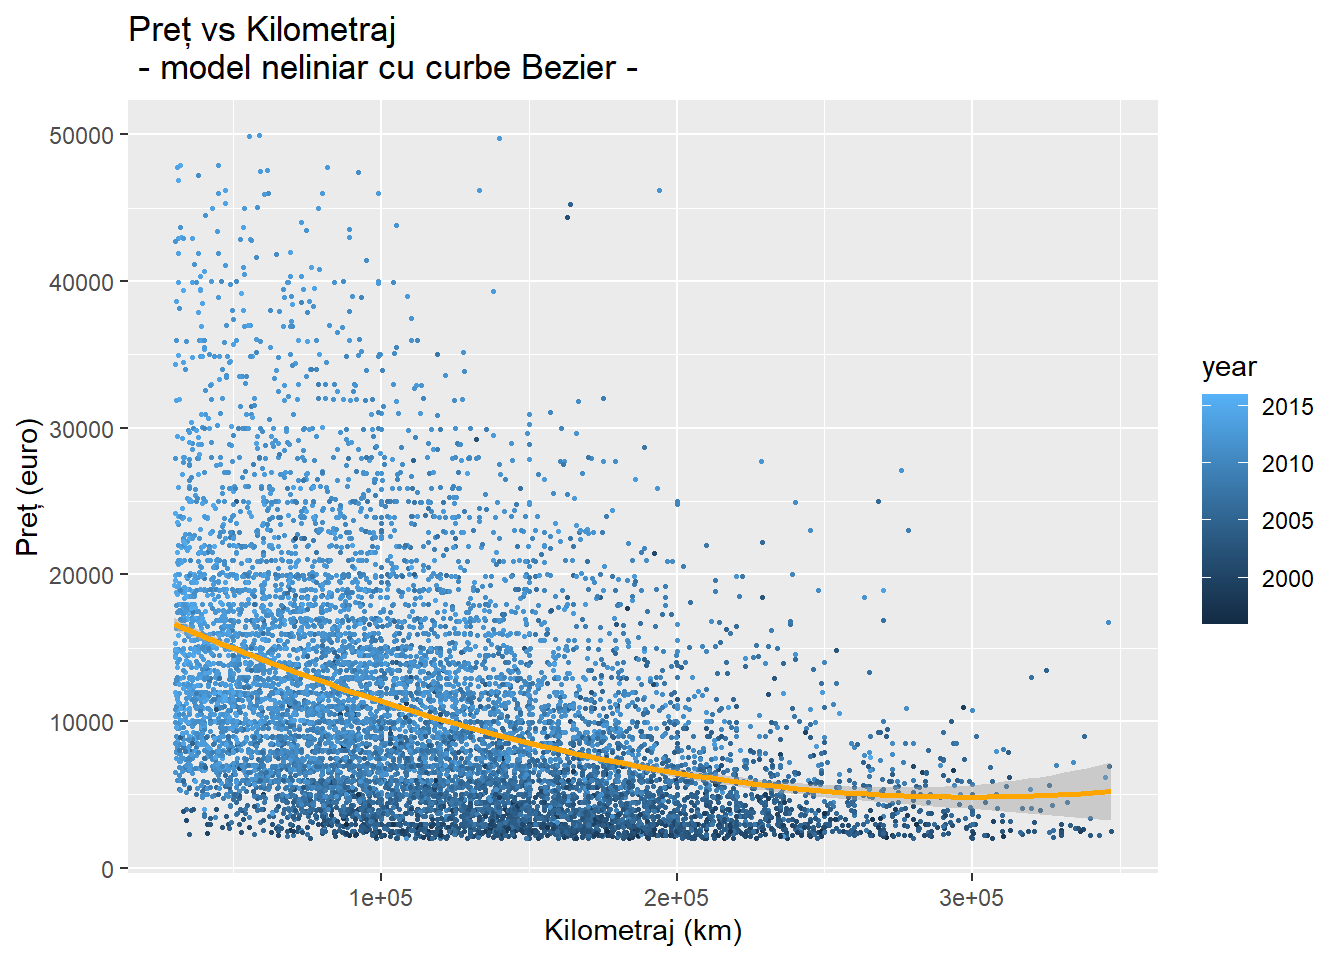 Preț vs Kilometraj
- model neliniar cu curbe Bezier -
50000
40000
30000
20000
10000
0
Preț (euro)
1e+05
2e+05
3e+05
Kilometraj (km)
year
2015
2010
2005
2000